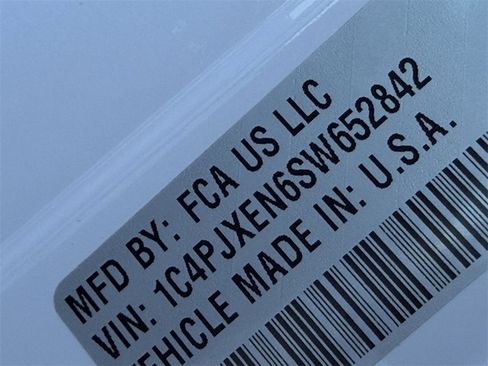 MFD BY: FCA US LLC
VIN: 1C4PJXEN6SW652842
VEHICLE MADE IN: U.S.A.